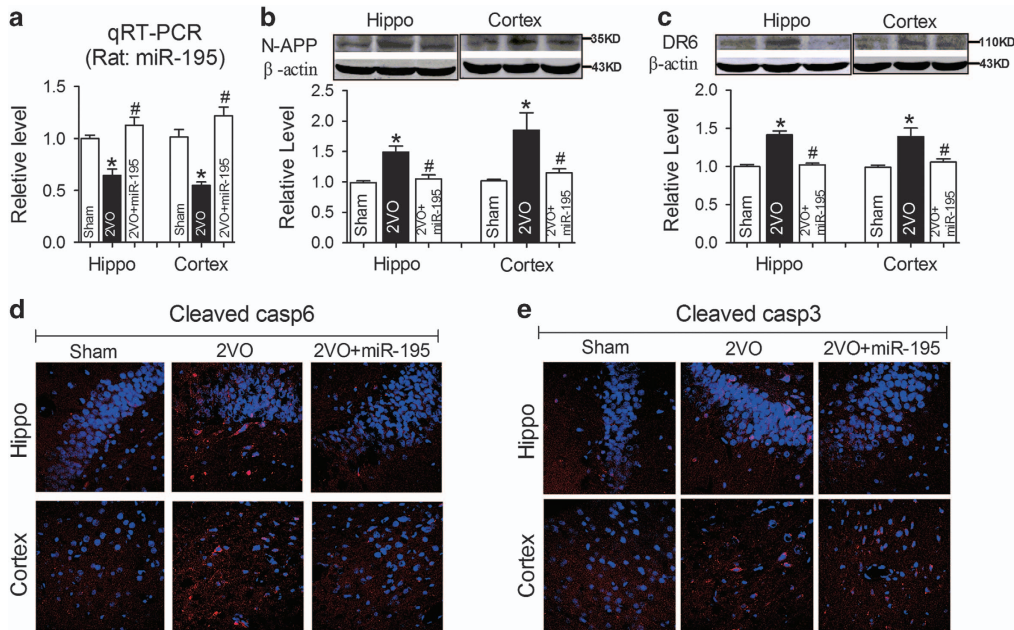 a
qRT-PCR
(Rat: miR-195)
Reletive level
1.5
1.0
0.5
0.0
Sham
2VO
2VO+miR-195
Sham
2VO
2VO+miR-195
*
#
*
#
Hippo
Cortex
b
Hippo
Cortex
N-APP
35KD
β-actin
43KD
Relative Level
2.5
2.0
1.5
1.0
0.5
0.0
Sham
2VO
2VO+
miR-195
Sham
2VO
2VO+
miR-195
*
#
*
#
Hippo
Cortex
c
Hippo
Cortex
DR6
110KD
β-actin
43KD
Relative Level
2.0
1.5
1.0
0.5
0.0
Sham
2VO
2VO+
miR-195
Sham
2VO
2VO+
miR-195
*
#
*
#
Hippo
Cortex
d
Cleaved casp6
Sham
2VO
2VO+miR-195
Hippo
Cortex
e
Cleaved casp3
Sham
2VO
2VO+miR-195
Hippo
Cortex